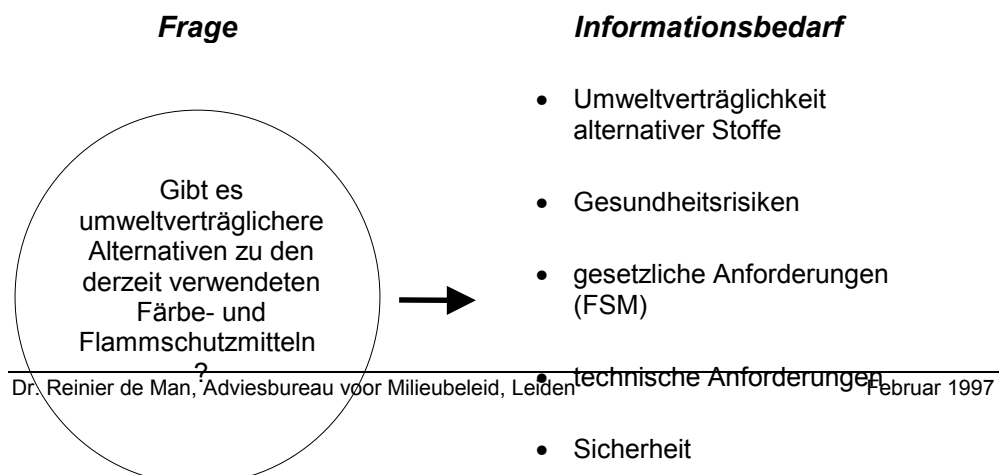 Frage
Informationsbedarf
Gibt es
umweltverträglichere
Alternativen zu den
derzeit verwendeten
Färbe- und
Flammschutzmitteln
?
• Umweltverträglichkeit
alternativer Stoffe
• Gesundheitsrisiken
• gesetzliche Anforderungen
(FSM)
• technische Anforderungen
• Sicherheit
Dr. Reinier de Man, Adviesbureau voor Milieubeleid, Leiden
Februar 1997